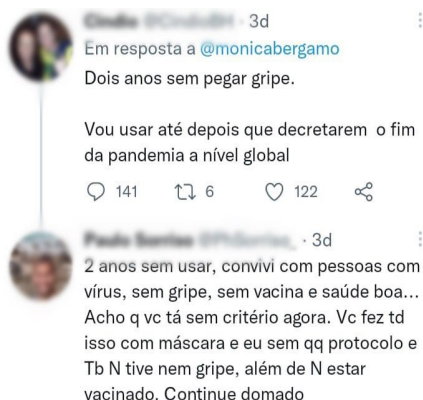 · 3d
Em resposta a @monicabergamo
Dois anos sem pegar gripe.
Vou usar até depois que decretarem o fim
da pandemia a nível global
141 6 122
· 3d
2 anos sem usar, convivi com pessoas com
vírus, sem gripe, sem vacina e saúde boa...
Acho q vc tá sem critério agora. Vc fez td
isso com máscara e eu sem qq protocolo e
Tb N tive nem gripe, além de N estar
vacinado. Continue domado